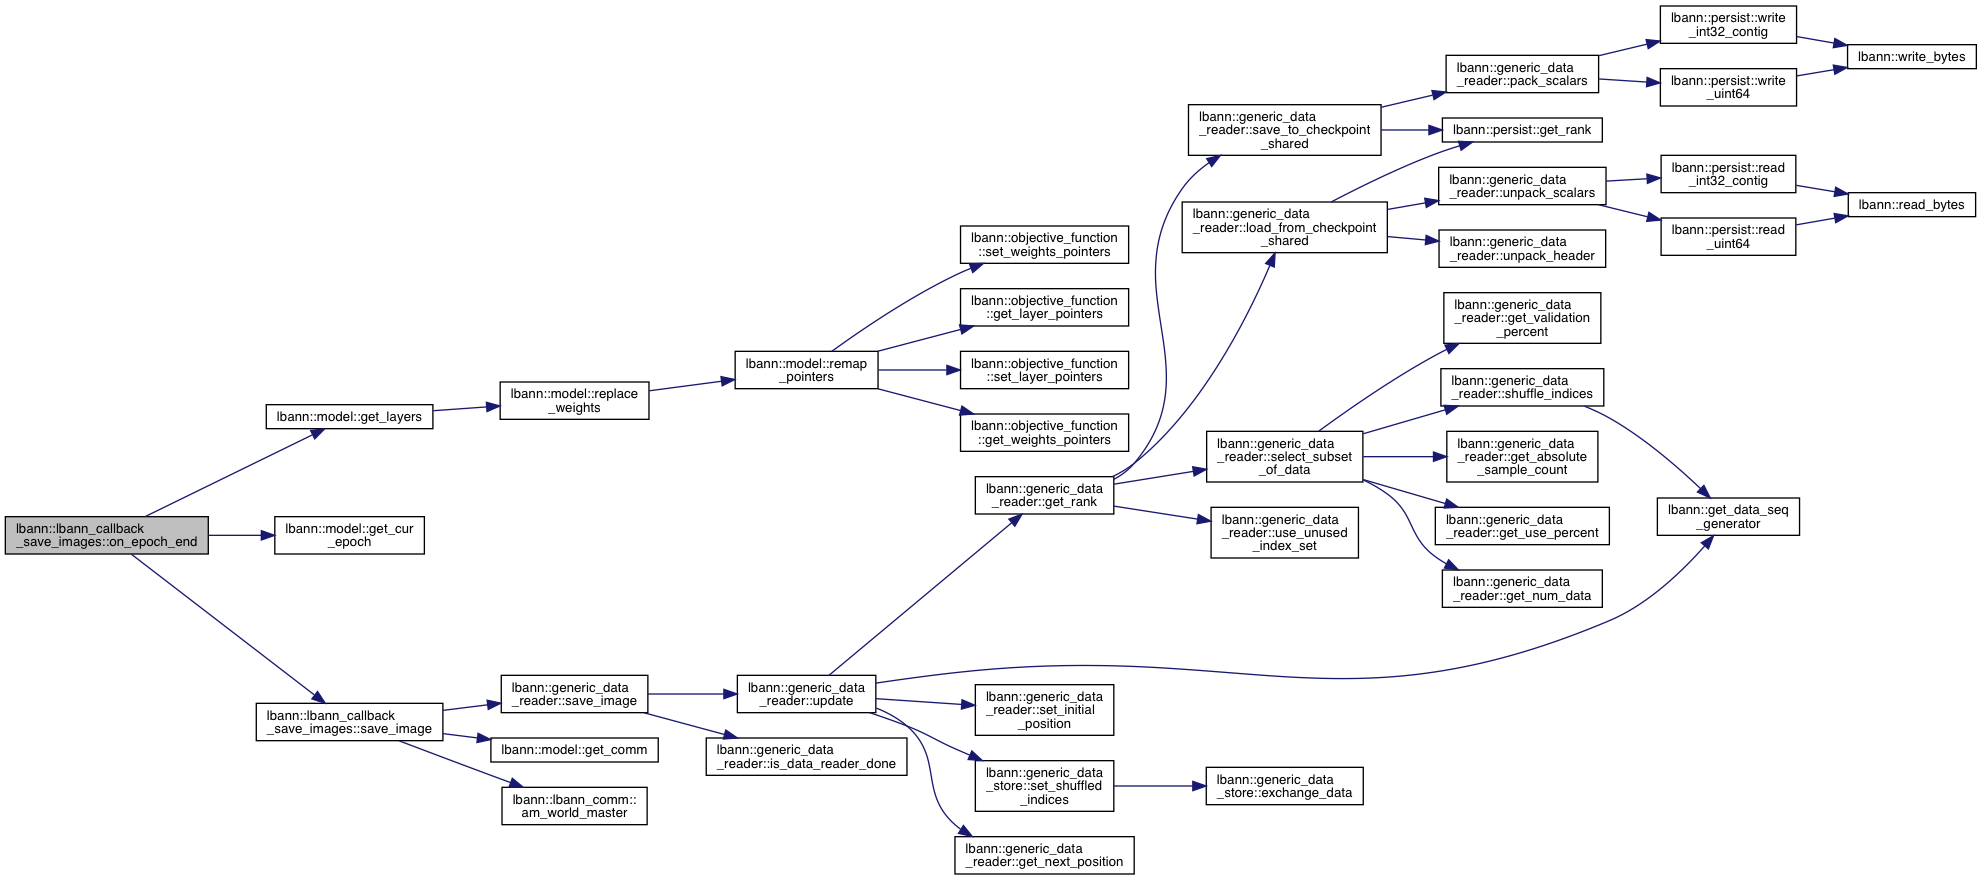 lbann::lbann_callback
_save_images::on_epoch_end
lbann::model::get_layers
lbann::model::get_cur
_epoch
lbann::lbann_callback
_save_images::save_image
lbann::model::replace
_weights
lbann::generic_data
_reader::save_image
lbann::model::get_comm
lbann::lbann_comm::
am_world_master
lbann::model::remap
_pointers
lbann::generic_data
_reader::update
lbann::generic_data
_reader::is_data_reader_done
lbann::objective_function
::set_weights_pointers
lbann::objective_function
::get_layer_pointers
lbann::objective_function
::set_layer_pointers
lbann::objective_function
::get_weights_pointers
lbann::generic_data
_reader::get_rank
lbann::generic_data
_reader::set_initial
_position
lbann::generic_data
_store::set_shuffled
_indices
lbann::generic_data
_reader::get_next_position
lbann::generic_data
_reader::save_to_checkpoint
_shared
lbann::generic_data
_reader::load_from_checkpoint
_shared
lbann::generic_data
_reader::select_subset
_of_data
lbann::generic_data
_reader::use_unused
_index_set
lbann::generic_data
_store::exchange_data
lbann::generic_data
_reader::pack_scalars
lbann::persist::get_rank
lbann::generic_data
_reader::unpack_scalars
lbann::generic_data
_reader::unpack_header
lbann::generic_data
_reader::get_validation
_percent
lbann::generic_data
_reader::shuffle_indices
lbann::generic_data
_reader::get_absolute
_sample_count
lbann::generic_data
_reader::get_use_percent
lbann::generic_data
_reader::get_num_data
lbann::persist::write
_int32_contig
lbann::persist::write
_uint64
lbann::persist::read
_int32_contig
lbann::persist::read
_uint64
lbann::get_data_seq
_generator
lbann::write_bytes
lbann::read_bytes